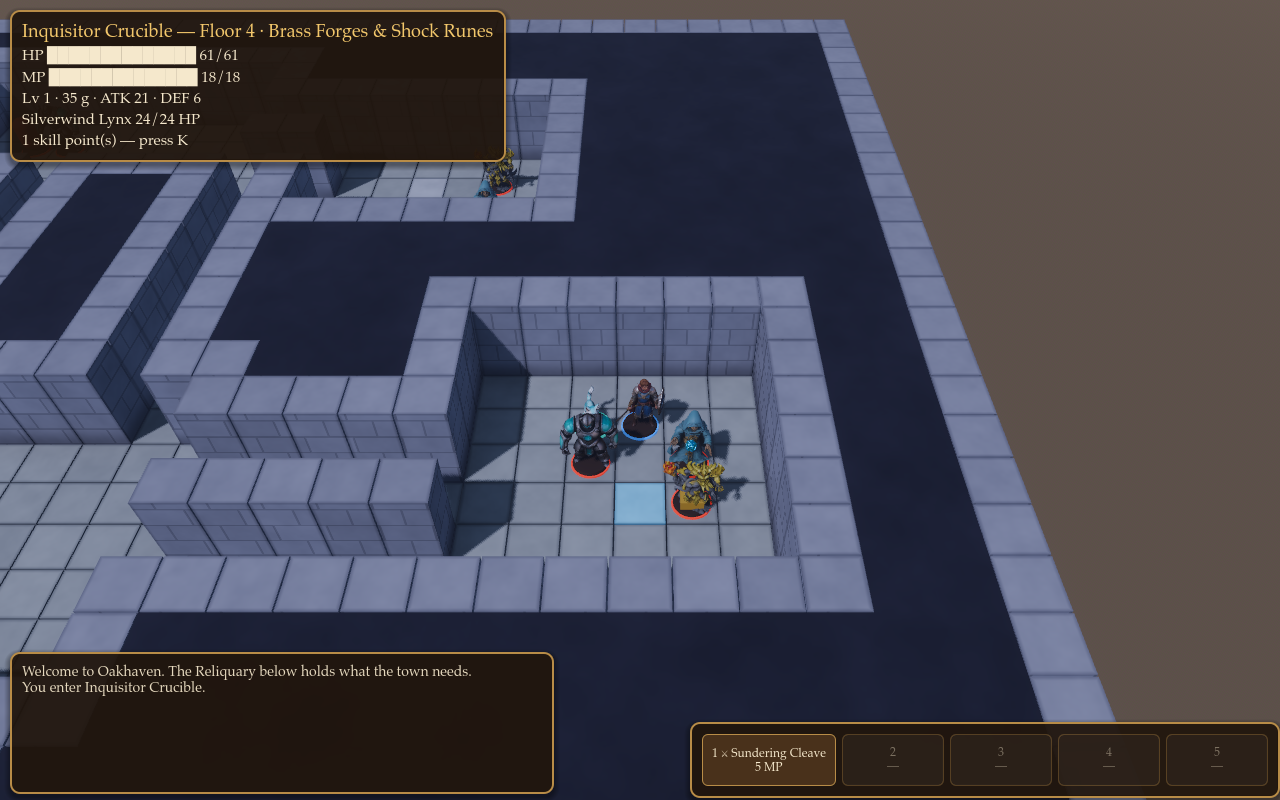 Inquisitor Crucible — Floor 4 · Brass Forges & Shock Runes
HP 61/61
MP 18/18
Lv 1 · 35 g · ATK 21 · DEF 6
Silverwind Lynx 24/24 HP
1 skill point(s) — press K
Welcome to Oakhaven. The Reliquary below holds what the town needs.
You enter Inquisitor Crucible.
1 ⚔ Sundering Cleave
5 MP
2
—
3
—
4
—
5
—